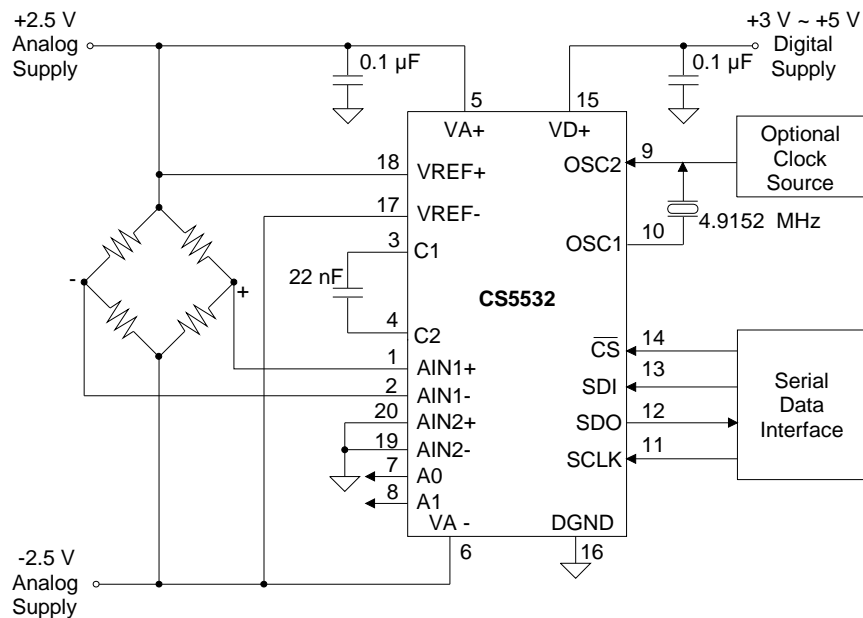 +2.5 V
Analog
Supply
+3 V ~ +5 V
Digital
Supply
0.1 µF
0.1 µF
5
15
VA+
VD+
18
VREF+
17
VREF-
3
C1
22 nF
4
C2
1
AIN1+
2
AIN1-
20
AIN2+
19
AIN2-
7
A0
8
A1
VA -
6
DGND
16
-
+
CS5532
OSC2
9
Optional
Clock
Source
OSC1
10
4.9152 MHz
CS
14
SDI
13
SDO
12
SCLK
11
Serial
Data
Interface
-2.5 V
Analog
Supply